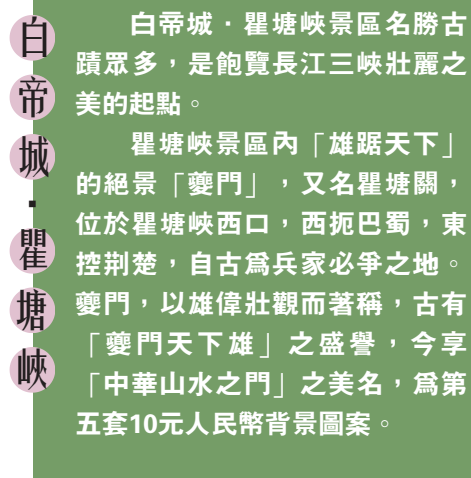 白帝城·瞿塘峽
白帝城·瞿塘峽景區名勝古
蹟眾多，是飽覽長江三峽壯麗之
美的起點。
瞿塘峽景區內「雄踞天下」
的絕景「夔門」，又名瞿塘關，
位於瞿塘峽西口，西扼巴蜀，東
控荆楚，自古爲兵家必爭之地。
夔門，以雄偉壯觀而著稱，古有
「夔門天下雄」之盛譽，今享
「中華山水之門」之美名，爲第
五套10元人民幣背景圖案。